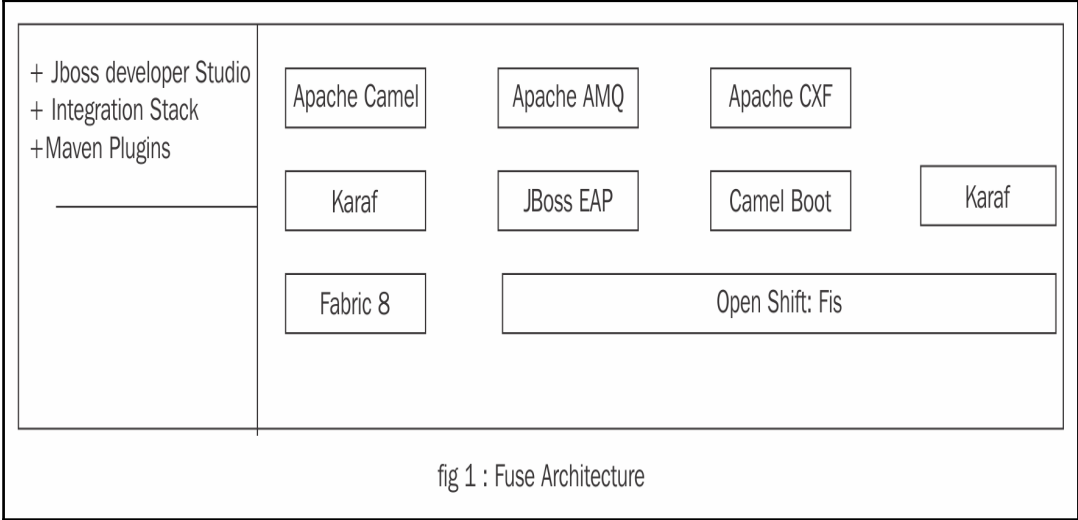 + Jboss developer Studio
+ Integration Stack
+Maven Plugins
Apache Camel
Apache AMQ
Apache CXF
Karaf
JBoss EAP
Camel Boot
Karaf
Fabric 8
Open Shift: Fis
fig 1 : Fuse Architecture